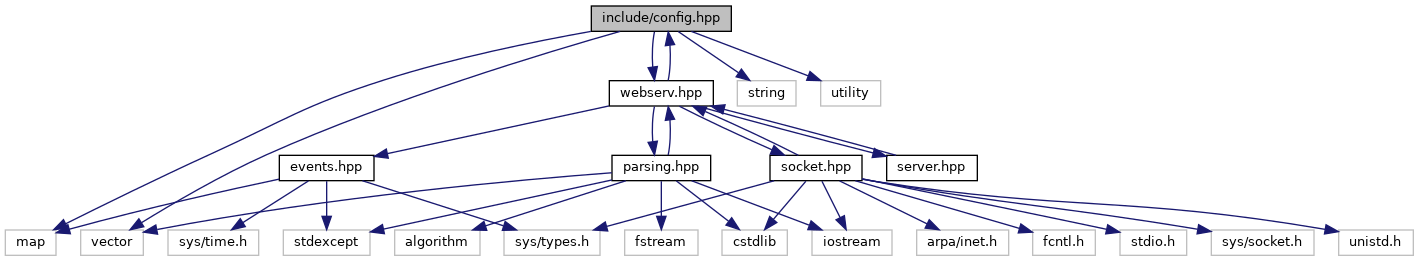 include/config.hpp
webserv.hpp
string
utility
events.hpp
parsing.hpp
socket.hpp
server.hpp
map
vector
sys/time.h
stdexcept
algorithm
sys/types.h
fstream
cstdlib
iostream
arpa/inet.h
fcntl.h
stdio.h
sys/socket.h
unistd.h